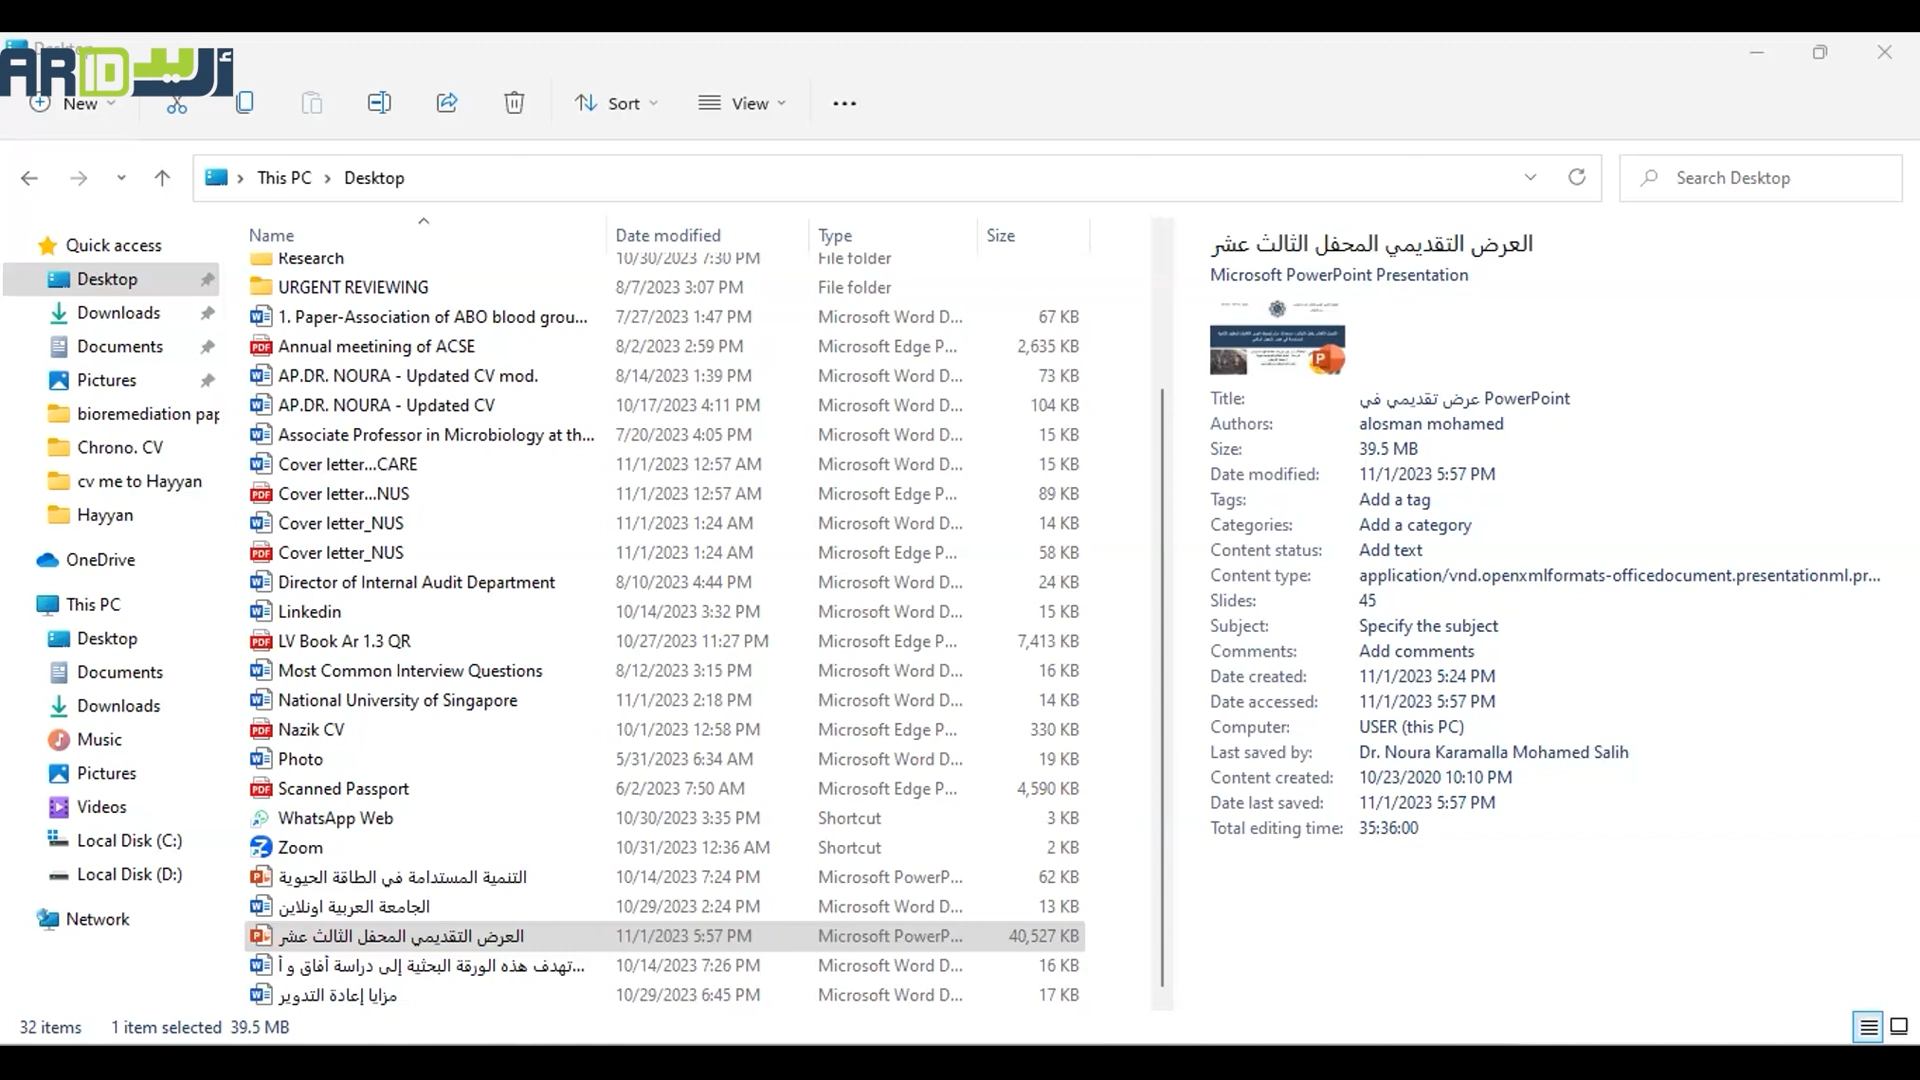 Desktop
ARID أريد
New
Sort
View
This PC
Desktop
Search Desktop
Quick access
Desktop
Downloads
Documents
Pictures
bioremediation pap
Chrono. CV
cv me to Hayyan
Hayyan
OneDrive
This PC
Desktop
Documents
Downloads
Music
Pictures
Videos
Local Disk (C:)
Local Disk (D:)
Network
Name Date modified Type Size
Research 10/30/2023 7:30 PM File folder
URGENT REVIEWING 8/7/2023 3:07 PM File folder
1. Paper-Association of ABO blood grou... 7/27/2023 1:47 PM Microsoft Word D... 67 KB
Annual meetining of ACSE 8/2/2023 2:59 PM Microsoft Edge P... 2,635 KB
AP.DR. NOURA - Updated CV mod. 8/14/2023 1:39 PM Microsoft Word D... 73 KB
AP.DR. NOURA - Updated CV 10/17/2023 4:11 PM Microsoft Word D... 104 KB
Associate Professor in Microbiology at th... 7/20/2023 4:05 PM Microsoft Word D... 15 KB
Cover letter...CARE 11/1/2023 12:57 AM Microsoft Word D... 15 KB
Cover letter...NUS 11/1/2023 12:57 AM Microsoft Edge P... 89 KB
Cover letter_NUS 11/1/2023 1:24 AM Microsoft Word D... 14 KB
Cover letter_NUS 11/1/2023 1:24 AM Microsoft Edge P... 58 KB
Director of Internal Audit Department 8/10/2023 4:44 PM Microsoft Word D... 24 KB
Linkedin 10/14/2023 3:32 PM Microsoft Word D... 15 KB
LV Book Ar 1.3 QR 10/27/2023 11:27 PM Microsoft Edge P... 7,413 KB
Most Common Interview Questions 8/12/2023 3:15 PM Microsoft Word D... 16 KB
National University of Singapore 11/1/2023 2:18 PM Microsoft Word D... 14 KB
Nazik CV 10/1/2023 12:58 PM Microsoft Edge P... 330 KB
Photo 5/31/2023 6:34 AM Microsoft Word D... 19 KB
Scanned Passport 6/2/2023 7:50 AM Microsoft Edge P... 4,590 KB
WhatsApp Web 10/30/2023 3:35 PM Shortcut 3 KB
Zoom 10/31/2023 12:36 AM Shortcut 2 KB
التنمية المستدامة في الطاقة الحيوية 10/14/2023 7:24 PM Microsoft PowerP... 62 KB
الجامعة العربية اونلاين 10/29/2023 2:24 PM Microsoft Word D... 13 KB
العرض التقديمي المحفل الثالث عشر 11/1/2023 5:57 PM Microsoft PowerP... 40,527 KB
تهدف هذه الورقة البحثية إلى دراسة أفاق و أ... 10/14/2023 7:26 PM Microsoft Word D... 16 KB
مزايا إعادة التدوير 10/29/2023 6:45 PM Microsoft Word D... 17 KB
العرض التقديمي المحفل الثالث عشر
Microsoft PowerPoint Presentation
Title: عرض تقديمي في PowerPoint
Authors: alosman mohamed
Size: 39.5 MB
Date modified: 11/1/2023 5:57 PM
Tags: Add a tag
Categories: Add a category
Content status: Add text
Content type: application/vnd.openxmlformats-officedocument.presentationml.pr...
Slides: 45
Subject: Specify the subject
Comments: Add comments
Date created: 11/1/2023 5:24 PM
Date accessed: 11/1/2023 5:57 PM
Computer: USER (this PC)
Last saved by: Dr. Noura Karamalla Mohamed Salih
Content created: 10/23/2020 10:10 PM
Date last saved: 11/1/2023 5:57 PM
Total editing time: 35:36:00
32 items 1 item selected 39.5 MB